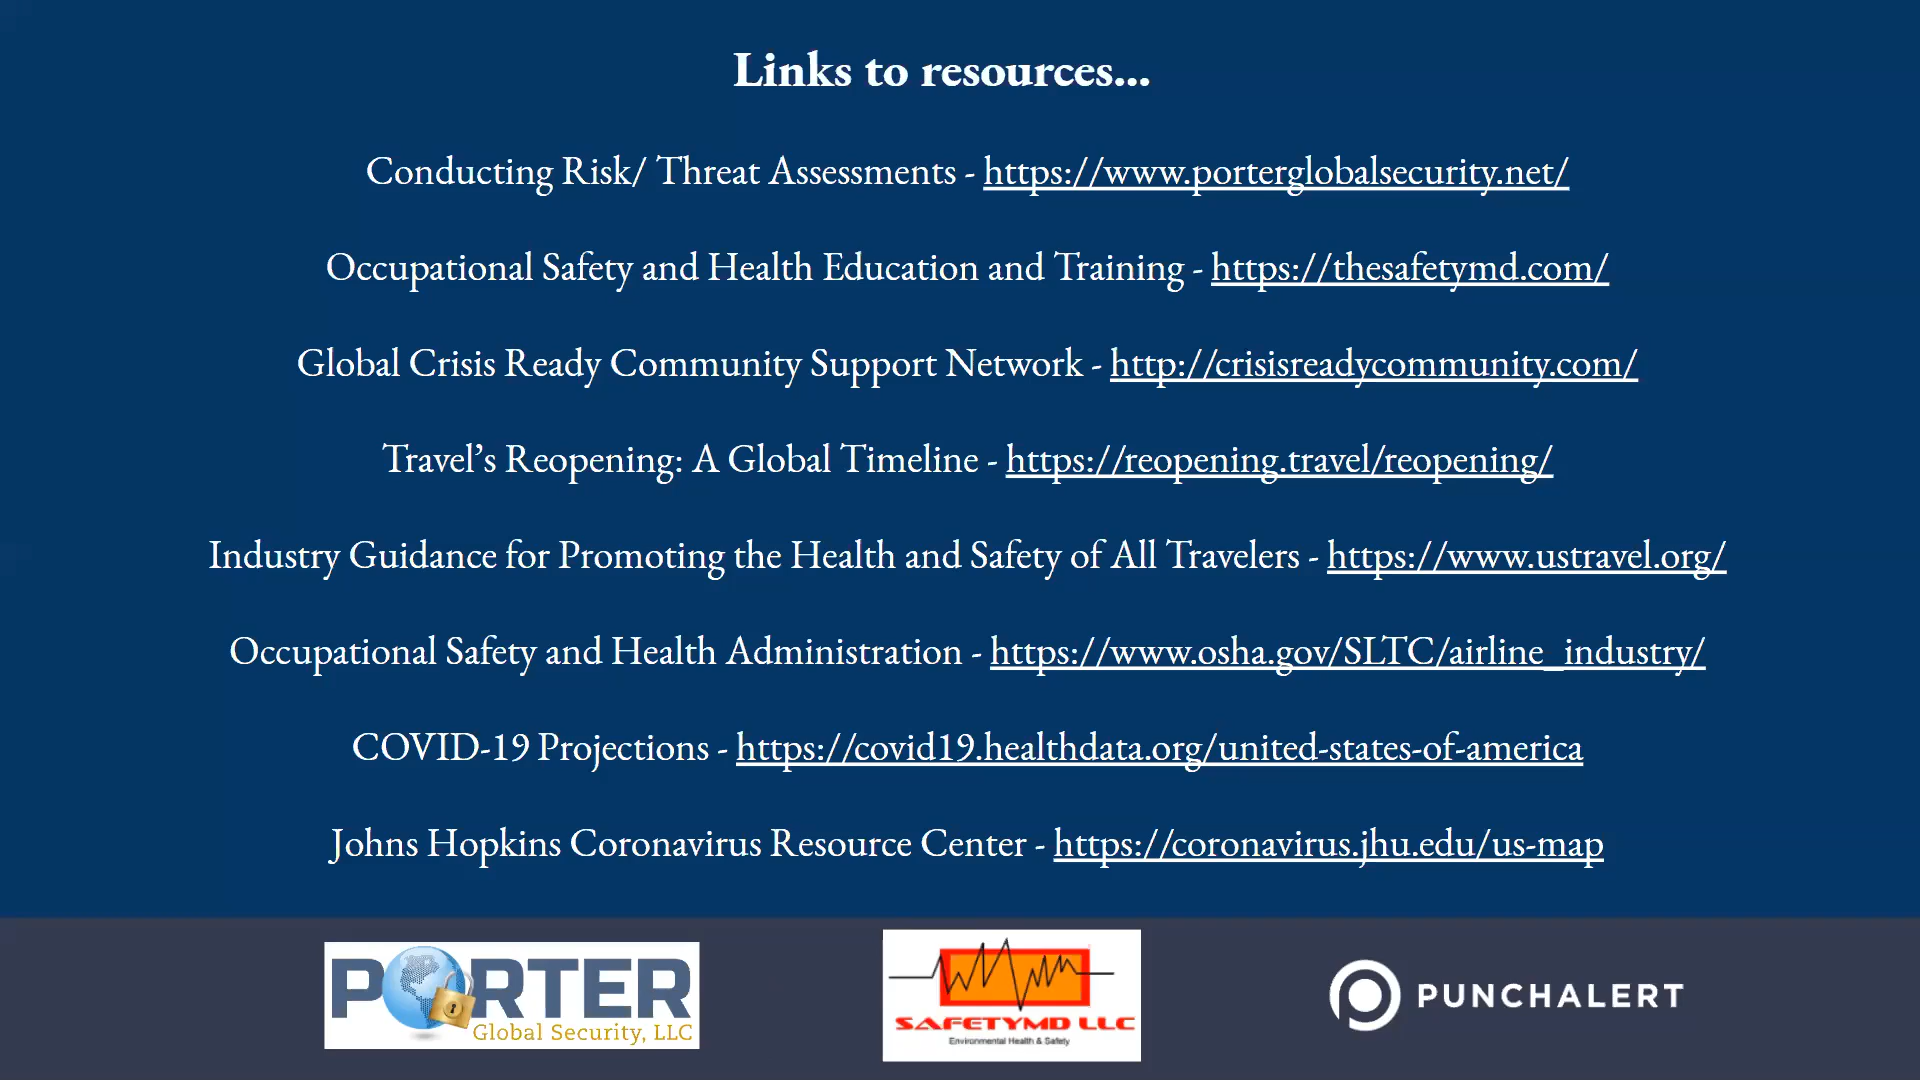 Links to resources...
Conducting Risk/ Threat Assessments - https://www.porterglobalsecurity.net/
Occupational Safety and Health Education and Training - https://thesafetymd.com/
Global Crisis Ready Community Support Network - http://crisisreadycommunity.com/
Travel’s Reopening: A Global Timeline - https://reopening.travel/reopening/
Industry Guidance for Promoting the Health and Safety of All Travelers - https://www.ustravel.org/
Occupational Safety and Health Administration - https://www.osha.gov/SLTC/airline_industry/
COVID-19 Projections - https://covid19.healthdata.org/united-states-of-america
Johns Hopkins Coronavirus Resource Center - https://coronavirus.jhu.edu/us-map
PORTER
Global Security, LLC
SAFETYMD LLC
Environmental Health & Safety
PUNCHALERT